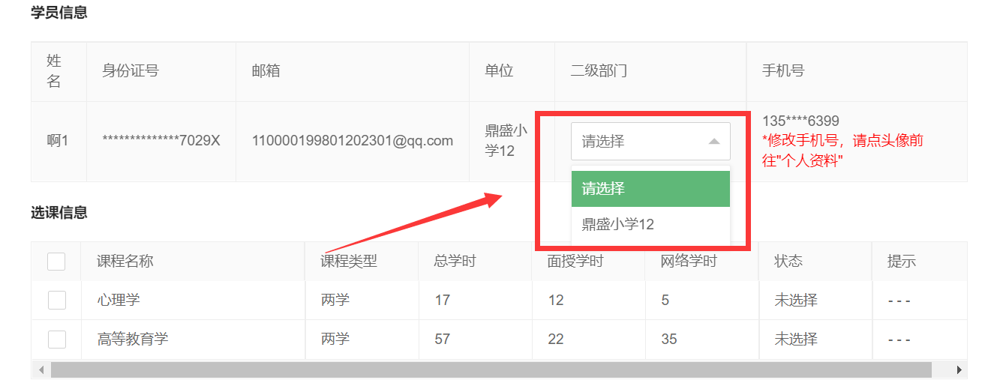 学员信息
姓名 身份证号 邮箱 单位 二级部门 手机号
啊1 **************7029X 110000199801202301@qq.com 鼎盛小学12 请选择 135****6399
*修改手机号，请点头像前
往"个人资料"
请选择
鼎盛小学12
选课信息
课程名称 课程类型 总学时 面授学时 网络学时 状态 提示
心理学 两学 17 12 5 未选择 - - -
高等教育学 两学 57 22 35 未选择 - - -